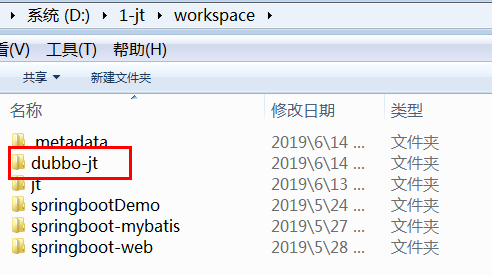 系统 (D:) ▸ 1-jt ▸ workspace ▸
看(V) 工具(T) 帮助(H)
共享 新建文件夹
名称 修改日期 类型
.metadata 2019\6\14 ... 文件夹
dubbo-jt 2019\6\14 ... 文件夹
jt 2019\6\13 ... 文件夹
springbootDemo 2019\5\24 ... 文件夹
springboot-mybatis 2019\5\27 ... 文件夹
springboot-web 2019\5\28 ... 文件夹